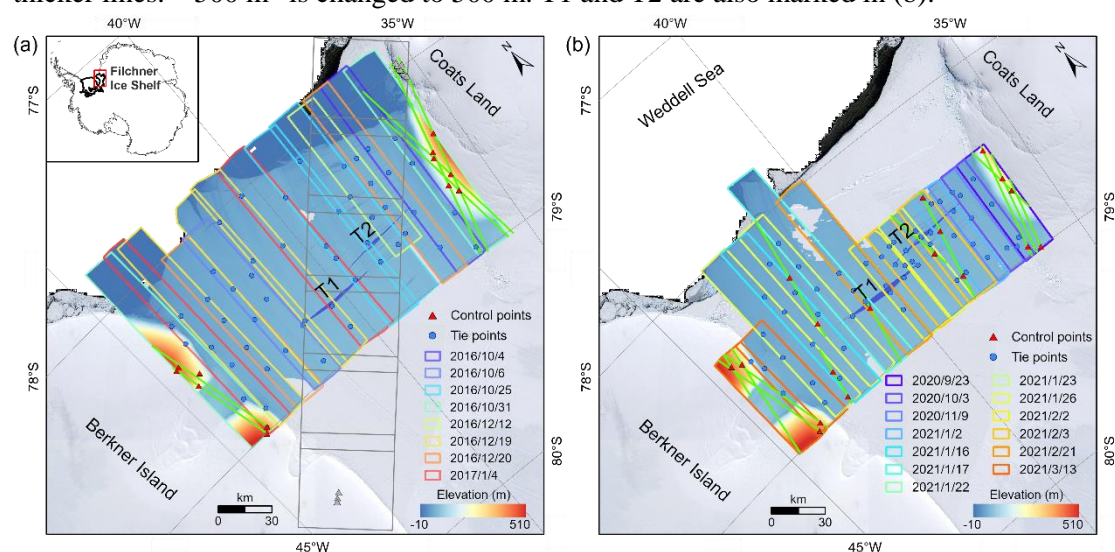 thicker lines. "-300 m" is changed to 300 m. T1 and T2 are also marked in (b).
40°W
35°W
40°W
35°W
(a)
Filchner
Ice Shelf
77°S
Coats Land
N
79°S
T2
T1
78°S
Berkner Island
80°S
45°W
Control points
Tie points
2016/10/4
2016/10/6
2016/10/25
2016/10/31
2016/12/12
2016/12/19
2016/12/20
2017/1/4
km
0 30
Elevation (m)
-10 510
(b)
Weddell Sea
77°S
Coats Land
N
79°S
T2
T1
78°S
Berkner Island
80°S
45°W
Control points
Tie points
2020/9/23
2020/10/3
2020/11/9
2021/1/2
2021/1/16
2021/1/17
2021/1/22
2021/1/23
2021/1/26
2021/2/2
2021/2/3
2021/2/21
2021/3/13
km
0 30
Elevation (m)
-10 510